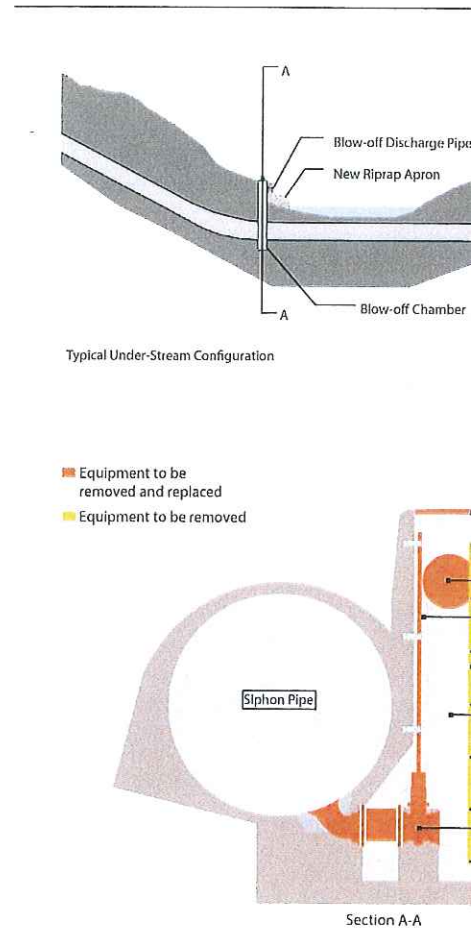 A
Blow-off Discharge Pipe
New Riprap Apron
A
Blow-off Chamber
Typical Under-Stream Configuration
Equipment to be
removed and replaced
Equipment to be removed
Siphon Pipe
Section A-A